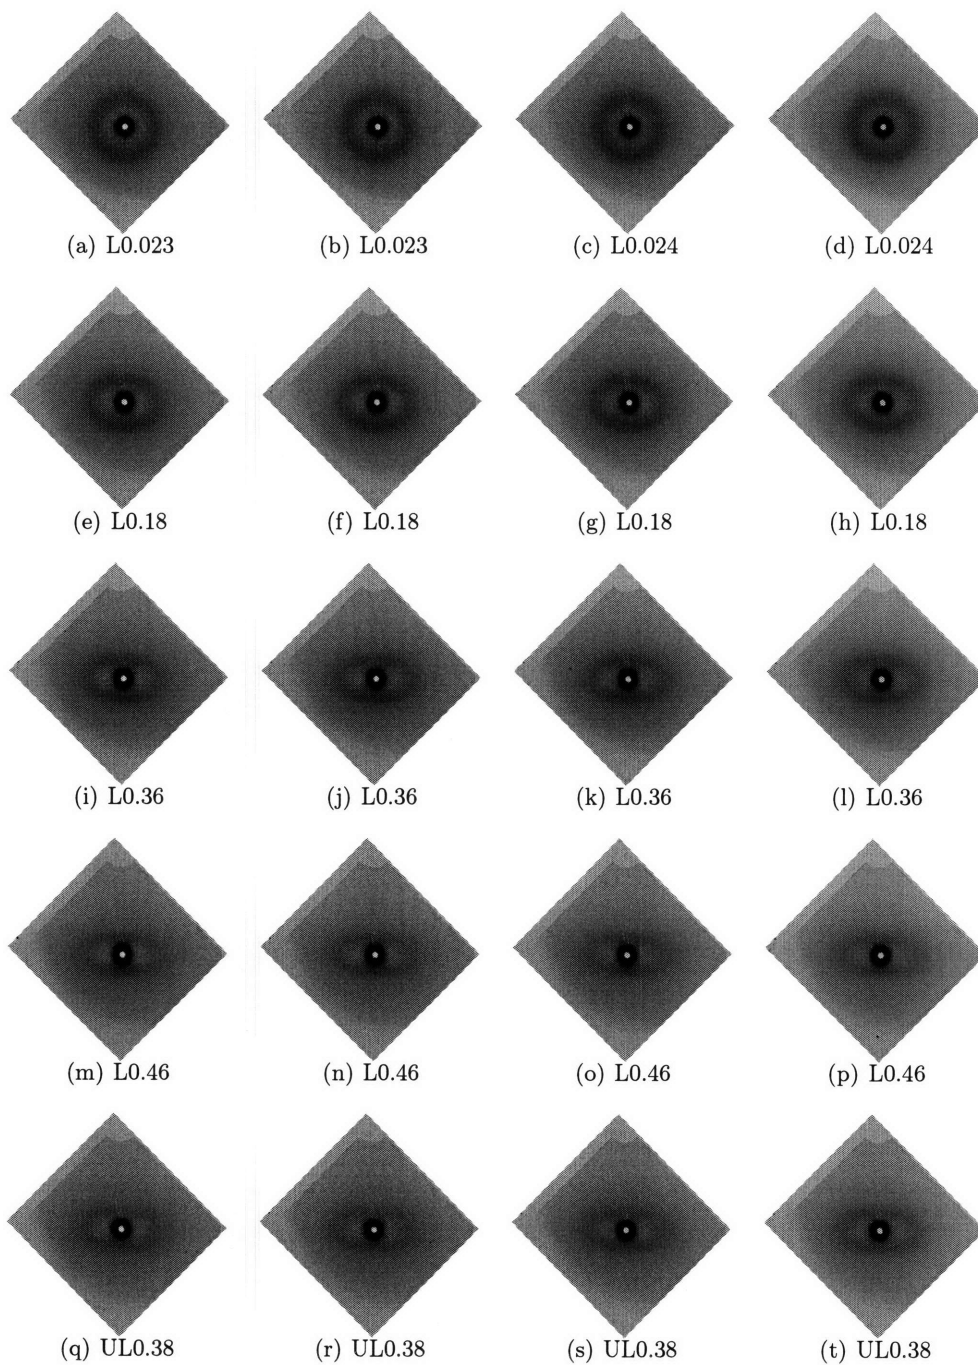 (a) L0.023 (b) L0.023 (c) L0.024 (d) L0.024
(e) L0.18 (f) L0.18 (g) L0.18 (h) L0.18
(i) L0.36 (j) L0.36 (k) L0.36 (l) L0.36
(m) L0.46 (n) L0.46 (o) L0.46 (p) L0.46
(q) UL0.38 (r) UL0.38 (s) UL0.38 (t) UL0.38